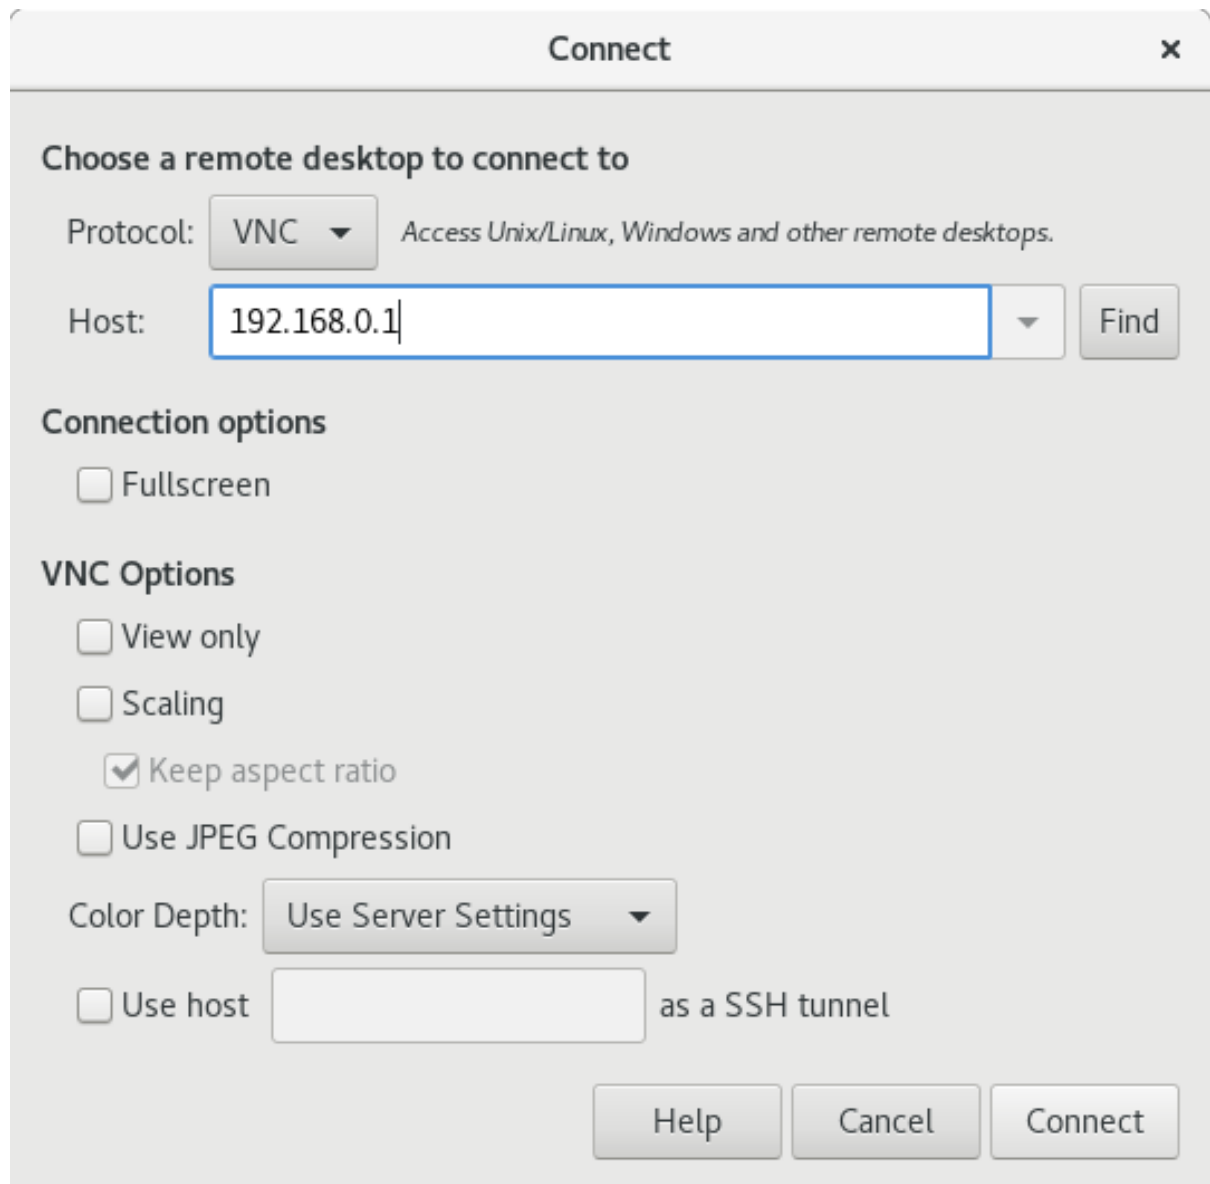 Connect
Choose a remote desktop to connect to
Protocol: VNC Access Unix/Linux, Windows and other remote desktops.
Host: 192.168.0.1 Find
Connection options
Fullscreen
VNC Options
View only
Scaling
Keep aspect ratio
Use JPEG Compression
Color Depth: Use Server Settings
Use host as a SSH tunnel
Help Cancel Connect